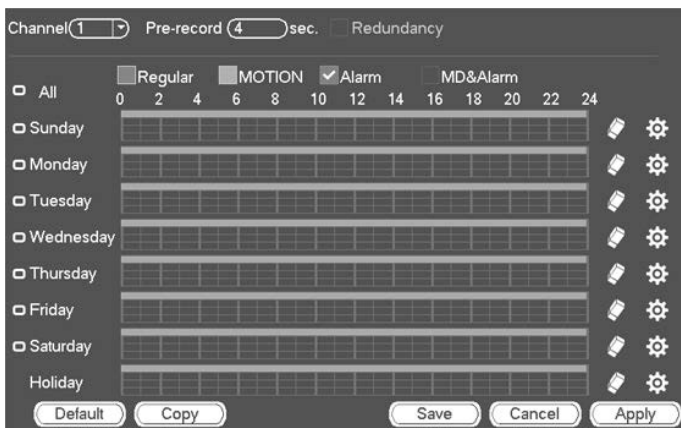 Channel 1 Pre-record 4 sec. Redundancy
Regular MOTION Alarm MD&Alarm
All
0 2 4 6 8 10 12 14 16 18 20 22 24
Sunday
Monday
Tuesday
Wednesday
Thursday
Friday
Saturday
Holiday
Default Copy Save Cancel Apply